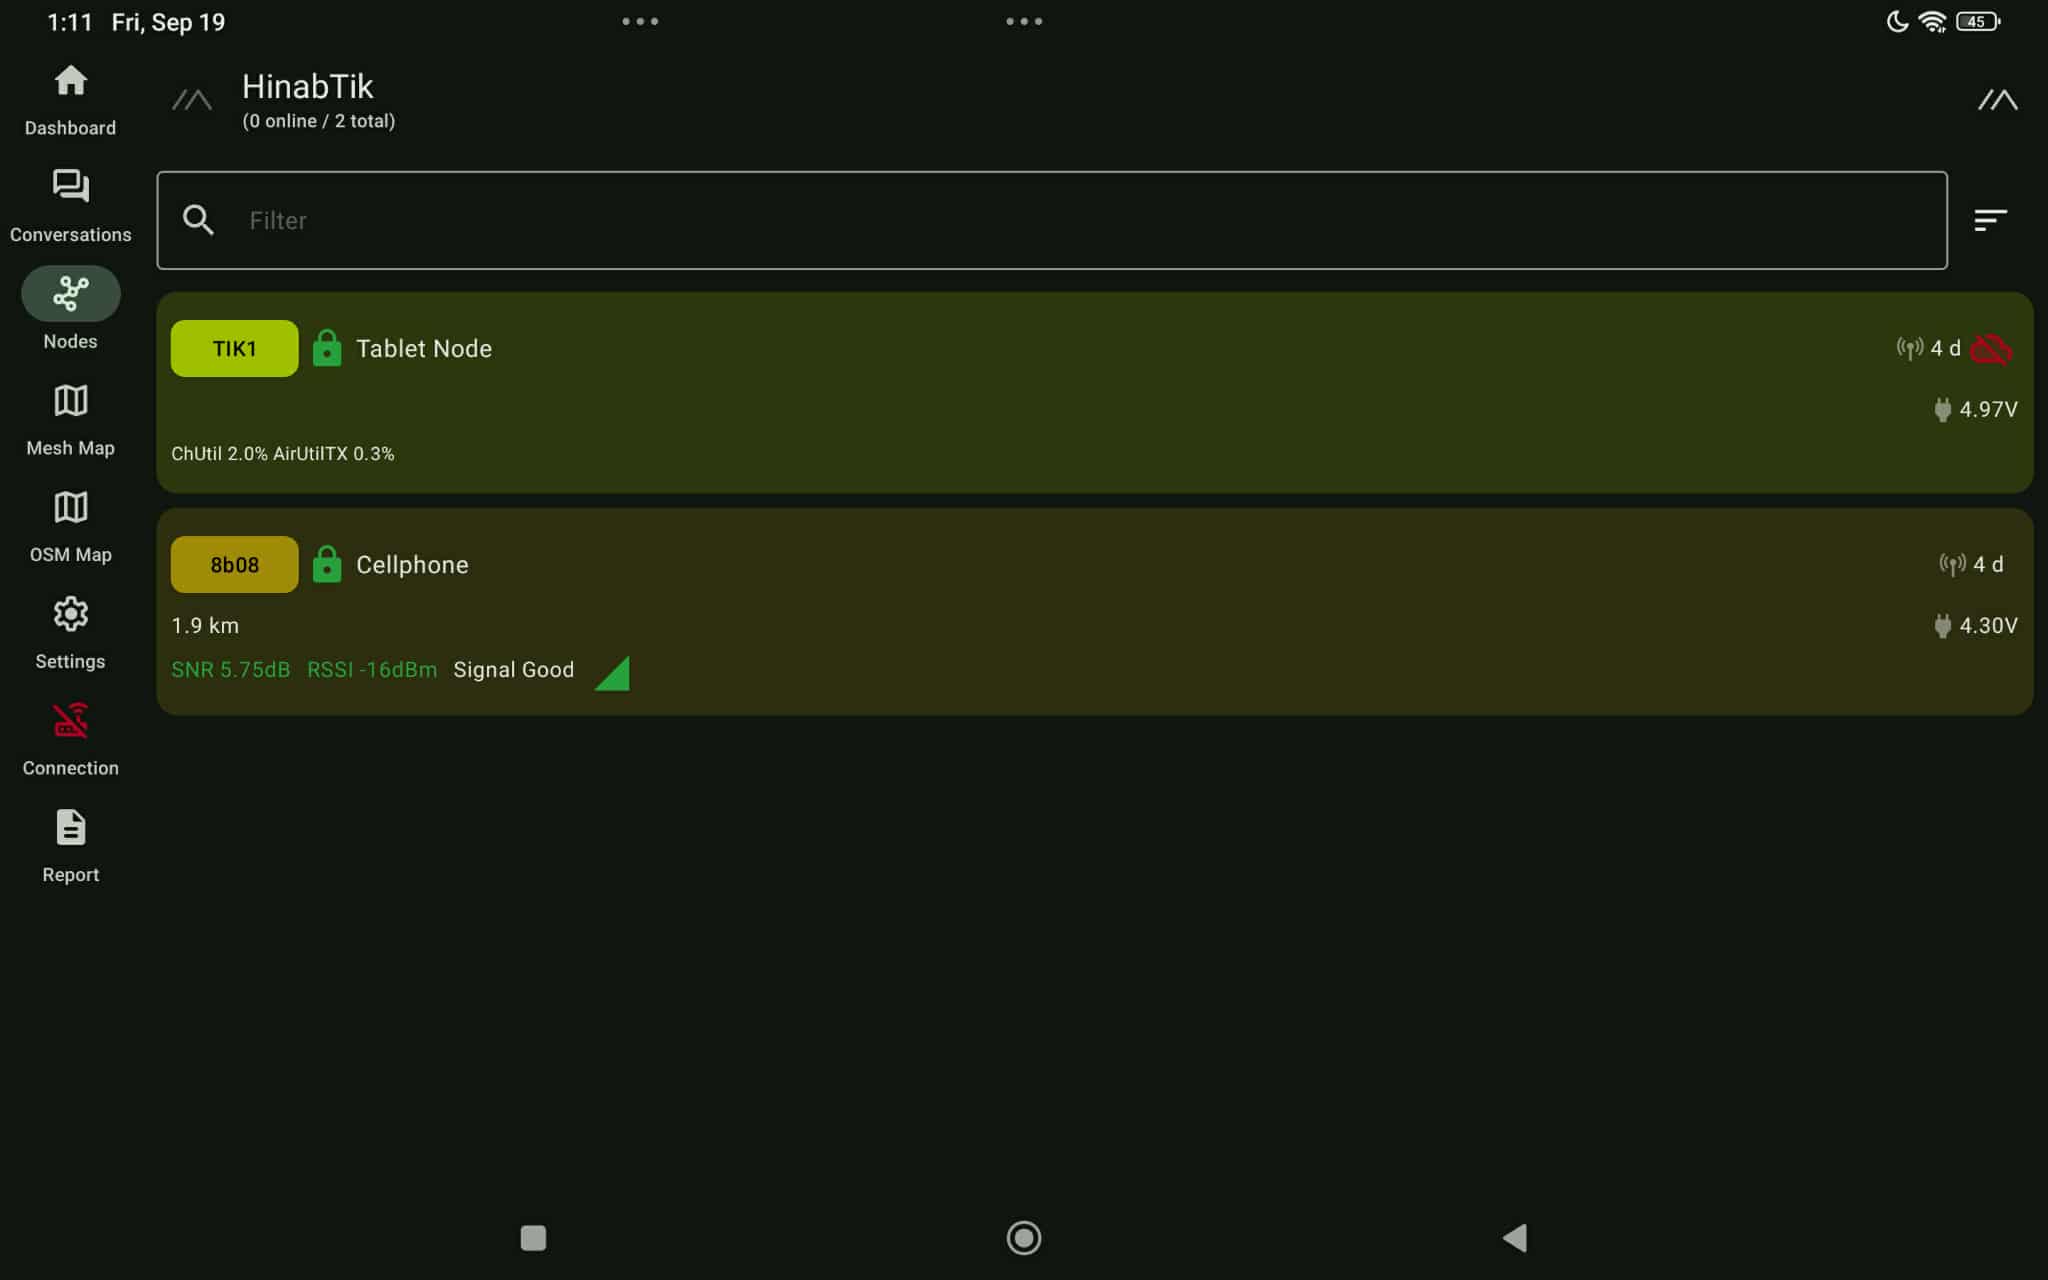 1:11 Fri, Sep 19
45
Dashboard
Conversations
Nodes
Mesh Map
OSM Map
Settings
Connection
Report
HinabTik
(0 online / 2 total)
Filter
TIK1 Tablet Node 4 d
4.97V
ChUtil 2.0% AirUtilTX 0.3%
8b08 Cellphone 4 d
1.9 km 4.30V
SNR 5.75dB RSSI -16dBm Signal Good